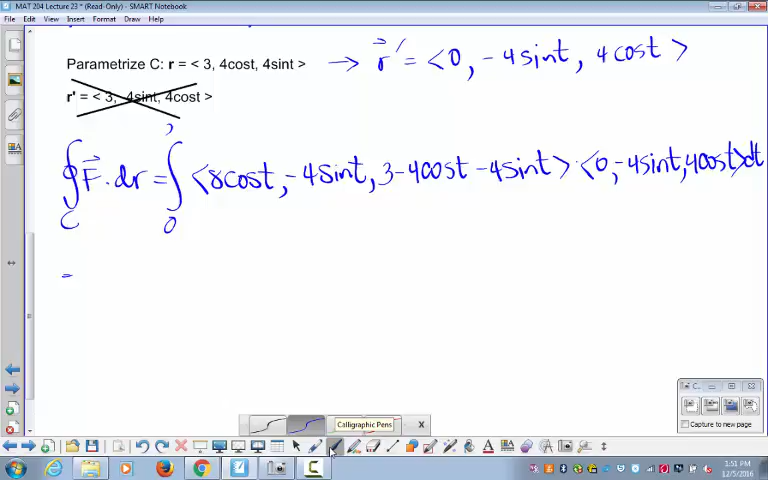 MAT 204 Lecture 23 * (Read-Only) - SMART Notebook
File Edit View Insert Format Tools Draw Help
Parametrize C: r = < 3, 4cost, 4sint > → r⃗' = <0, -4sint, 4cost>
r' = < 3, 4sint, 4cost >
∮C F⃗·dr = ∫0 <8cost, -4sint, 3-4cost-4sint>·<0,-4sint,4cost>dt
=
C..
Capture to new page
Calligraphic Pens
1:51 PM
12/5/2016